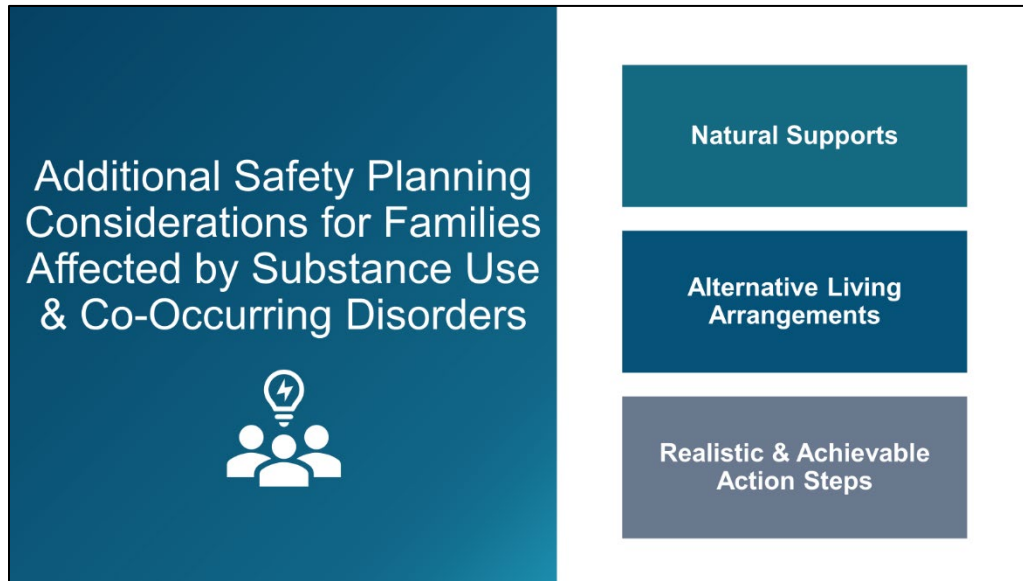 Additional Safety Planning
Considerations for Families
Affected by Substance Use
& Co-Occurring Disorders
Natural Supports
Alternative Living
Arrangements
Realistic & Achievable
Action Steps